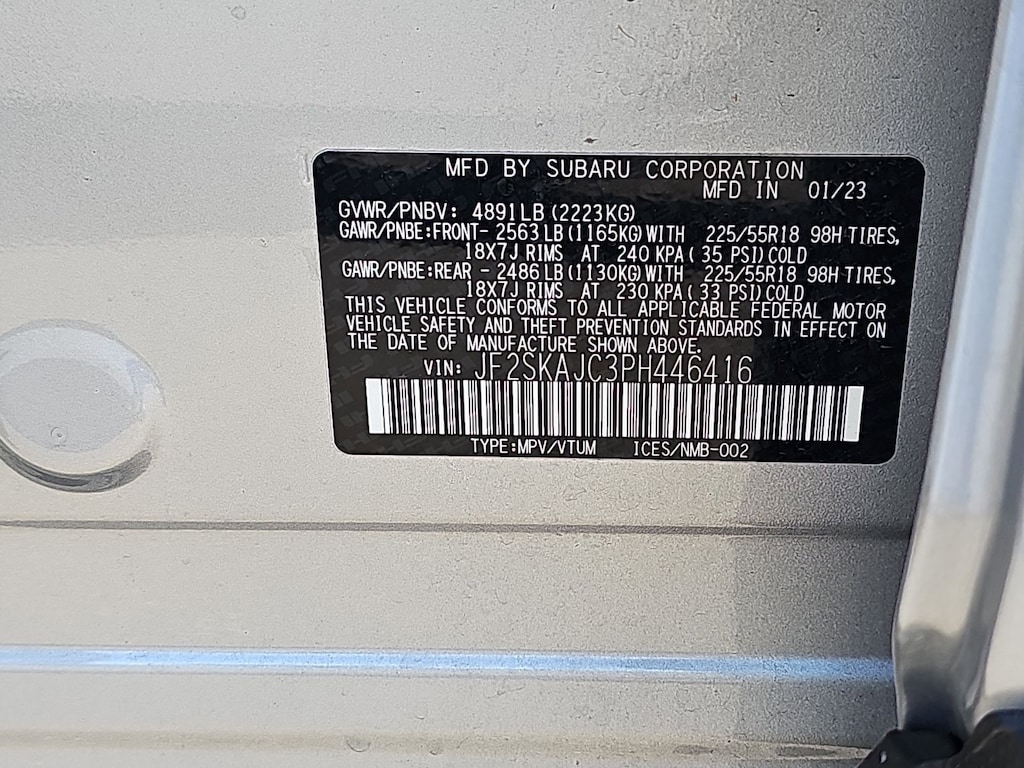 MFD BY SUBARU CORPORATION
MFD IN 01/23
GVWR/PNBV: 4891LB(2223KG)
GAWR/PNBE:FRONT- 2563LB(1165KG)WITH 225/55R18 98H TIRES,
18X7J RIMS AT 240 KPA( 35 PSI)COLD
GAWR/PNBE:REAR - 2486LB(1130KG)WITH 225/55R18 98H TIRES,
18X7J RIMS AT 230 KPA( 33 PSI)COLD
THIS VEHICLE CONFORMS TO ALL APPLICABLE FEDERAL MOTOR
VEHICLE SAFETY AND THEFT PREVENTION STANDARDS IN EFFECT ON
THE DATE OF MANUFACTURE SHOWN ABOVE.
VIN: JF2SKAJC3PH446416
TYPE:MPV/VTUM ICES/NMB-002